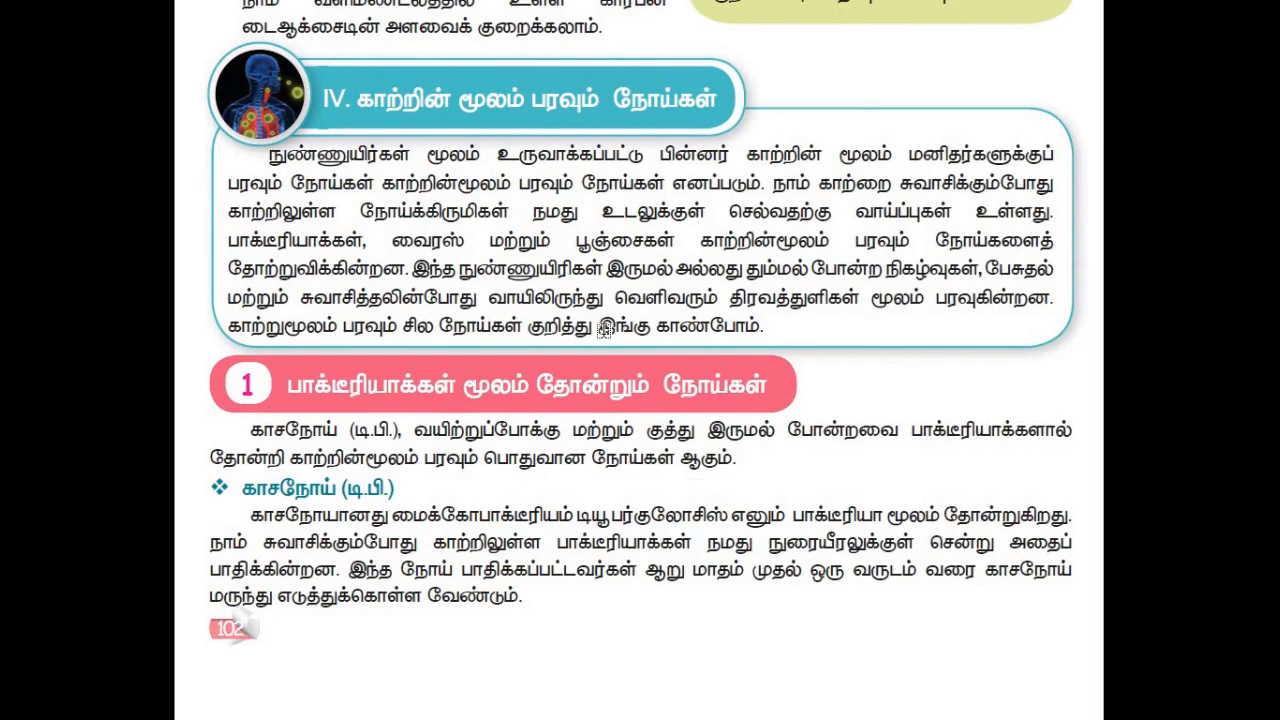 டைஆக்சைடின் அளவைக் குறைக்கலாம்.
IV. காற்றின் மூலம் பரவும் நோய்கள்
நுண்ணுயிர்கள் மூலம் உருவாக்கப்பட்டு பின்னர் காற்றின் மூலம் மனிதர்களுக்குப்
பரவும் நோய்கள் காற்றின்மூலம் பரவும் நோய்கள் எனப்படும். நாம் காற்றை சுவாசிக்கும்போது
காற்றிலுள்ள நோய்க்கிருமிகள் நமது உடலுக்குள் செல்வதற்கு வாய்ப்புகள் உள்ளது.
பாக்டீரியாக்கள், வைரஸ் மற்றும் பூஞ்சைகள் காற்றின்மூலம் பரவும் நோய்களைத்
தோற்றுவிக்கின்றன. இந்த நுண்ணுயிரிகள் இருமல் அல்லது தும்மல் போன்ற நிகழ்வுகள், பேசுதல்
மற்றும் சுவாசித்தலின்போது வாயிலிருந்து வெளிவரும் திரவத்துளிகள் மூலம் பரவுகின்றன.
காற்றுமூலம் பரவும் சில நோய்கள் குறித்து இங்கு காண்போம்.
1 பாக்டீரியாக்கள் மூலம் தோன்றும் நோய்கள்
காசநோய் (டி.பி.), வயிற்றுப்போக்கு மற்றும் குத்து இருமல் போன்றவை பாக்டீரியாக்களால்
தோன்றி காற்றின்மூலம் பரவும் பொதுவான நோய்கள் ஆகும்.
❖ காசநோய் (டி.பி.)
காசநோயானது மைக்கோபாக்டீரியம் டியூபர்குலோசிஸ் எனும் பாக்டீரியா மூலம் தோன்றுகிறது.
நாம் சுவாசிக்கும்போது காற்றிலுள்ள பாக்டீரியாக்கள் நமது நுரையீரலுக்குள் சென்று அதைப்
பாதிக்கின்றன. இந்த நோய் பாதிக்கப்பட்டவர்கள் ஆறு மாதம் முதல் ஒரு வருடம் வரை காசநோய்
மருந்து எடுத்துக்கொள்ள வேண்டும்.
102